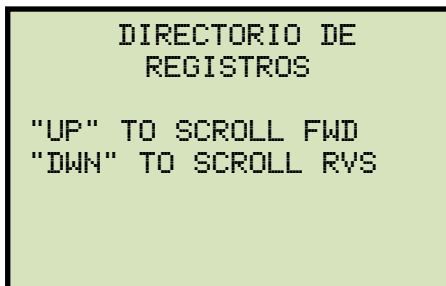 DIRECTORIO DE
REGISTROS
"UP" TO SCROLL FWD
"DWN" TO SCROLL RVS